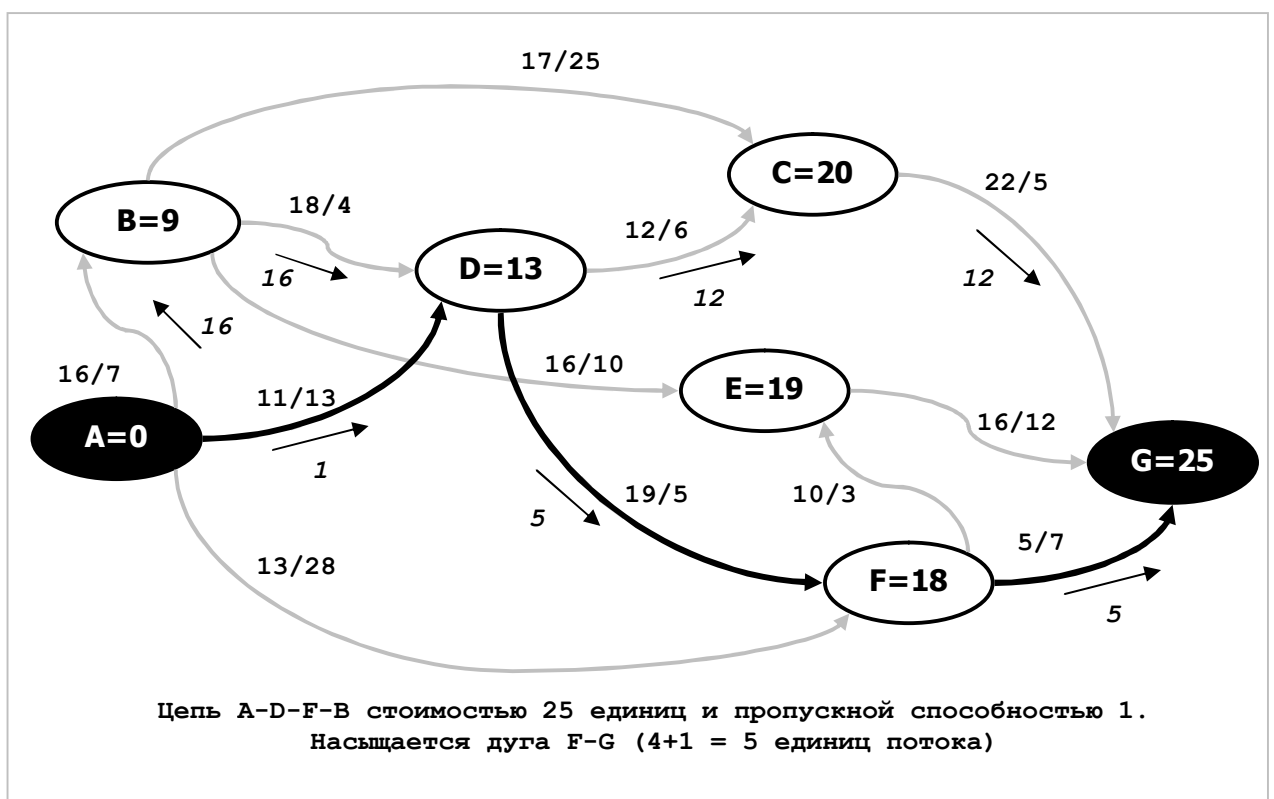 17/25
C=20
22/5
18/4
B=9
12/6
D=13
16
12
12
16
16/10
16/7
E=19
11/13
16/12
A=0
G=25
1
19/5
10/3
5
5/7
13/28
F=18
5
Цепь A-D-F-B стоимостью 25 единиц и пропускной способностью 1.
Насыщается дуга F-G (4+1 = 5 единиц потока)